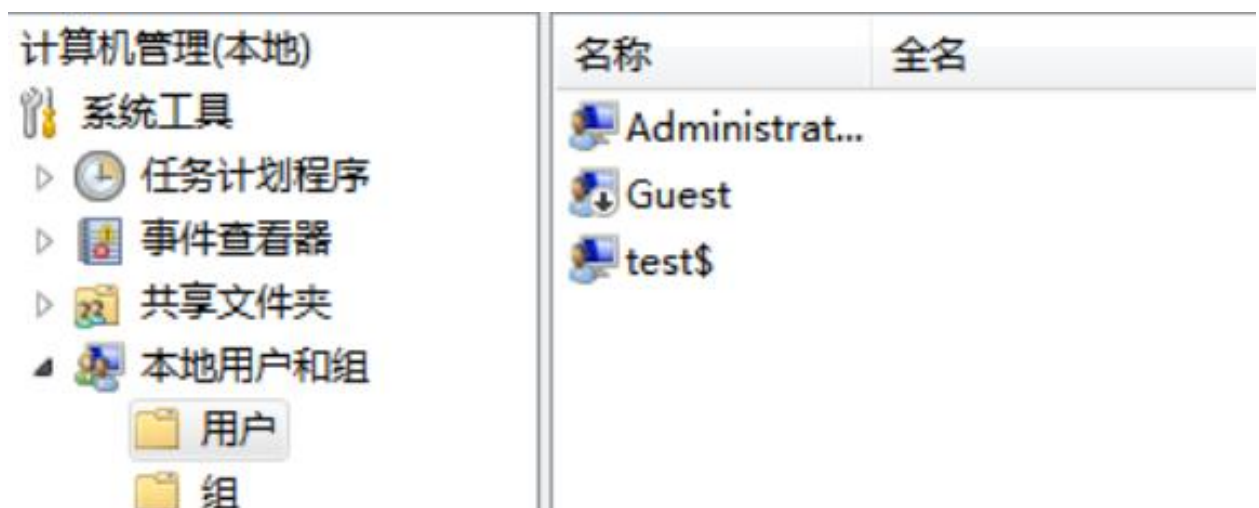 计算机管理(本地)
系统工具
任务计划程序
事件查看器
共享文件夹
本地用户和组
用户
组
名称 全名
Administrat...
Guest
test$